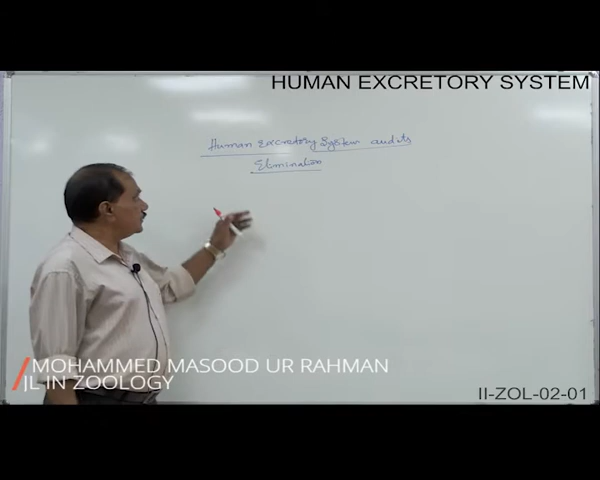 HUMAN EXCRETORY SYSTEM
Human Excretory System and its
Elimination
MOHAMMED MASOOD UR RAHMAN
JL IN ZOOLOGY
II-ZOL-02-01